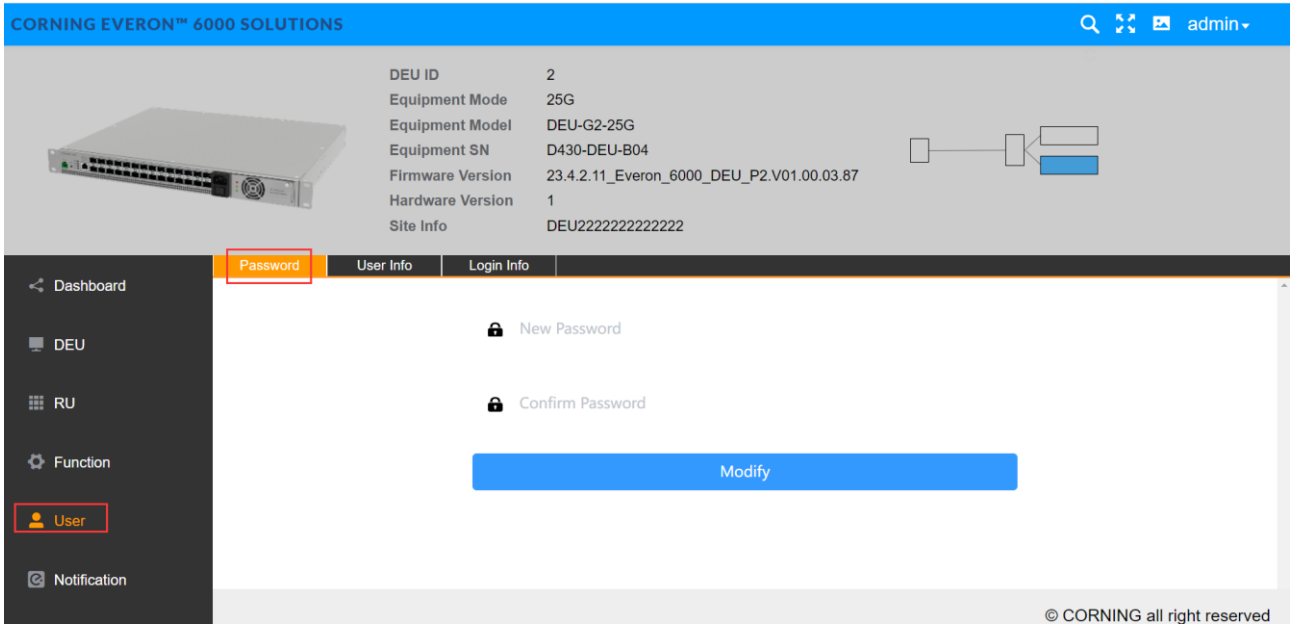 CORNING EVERON™ 6000 SOLUTIONS
admin
DEU ID 2
Equipment Mode 25G
Equipment Model DEU-G2-25G
Equipment SN D430-DEU-B04
Firmware Version 23.4.2.11_Everon_6000_DEU_P2.V01.00.03.87
Hardware Version 1
Site Info DEU2222222222222
Password User Info Login Info
Dashboard
DEU
RU
Function
User
Notification
New Password
Confirm Password
Modify
© CORNING all right reserved